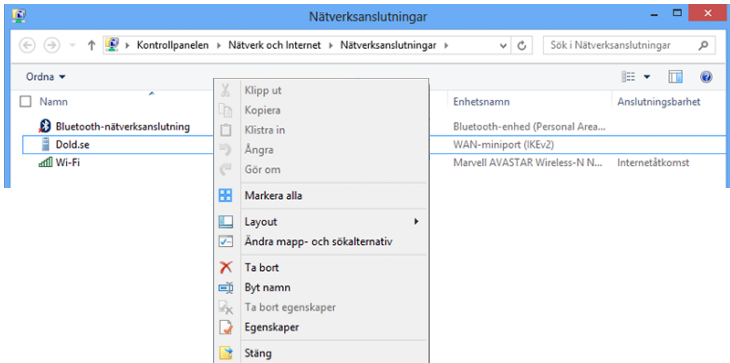 Nätverksanslutningar
Kontrollpanelen Nätverk och Internet Nätverksanslutningar Sök i Nätverksanslutningar
Ordna
Namn Enhetsnamn Anslutningsbarhet
Bluetooth-nätverksanslutning Bluetooth-enhed (Personal Area...
Dold.se WAN-miniport (IKEv2)
Wi-Fi Marvell AVASTAR Wireless-N N... Internetåtkomst
Klipp ut
Kopiera
Klistra in
Ångra
Gör om
Markera alla
Layout
Ändra mapp- och sökalternativ
Ta bort
Byt namn
Ta bort egenskaper
Egenskaper
Stäng